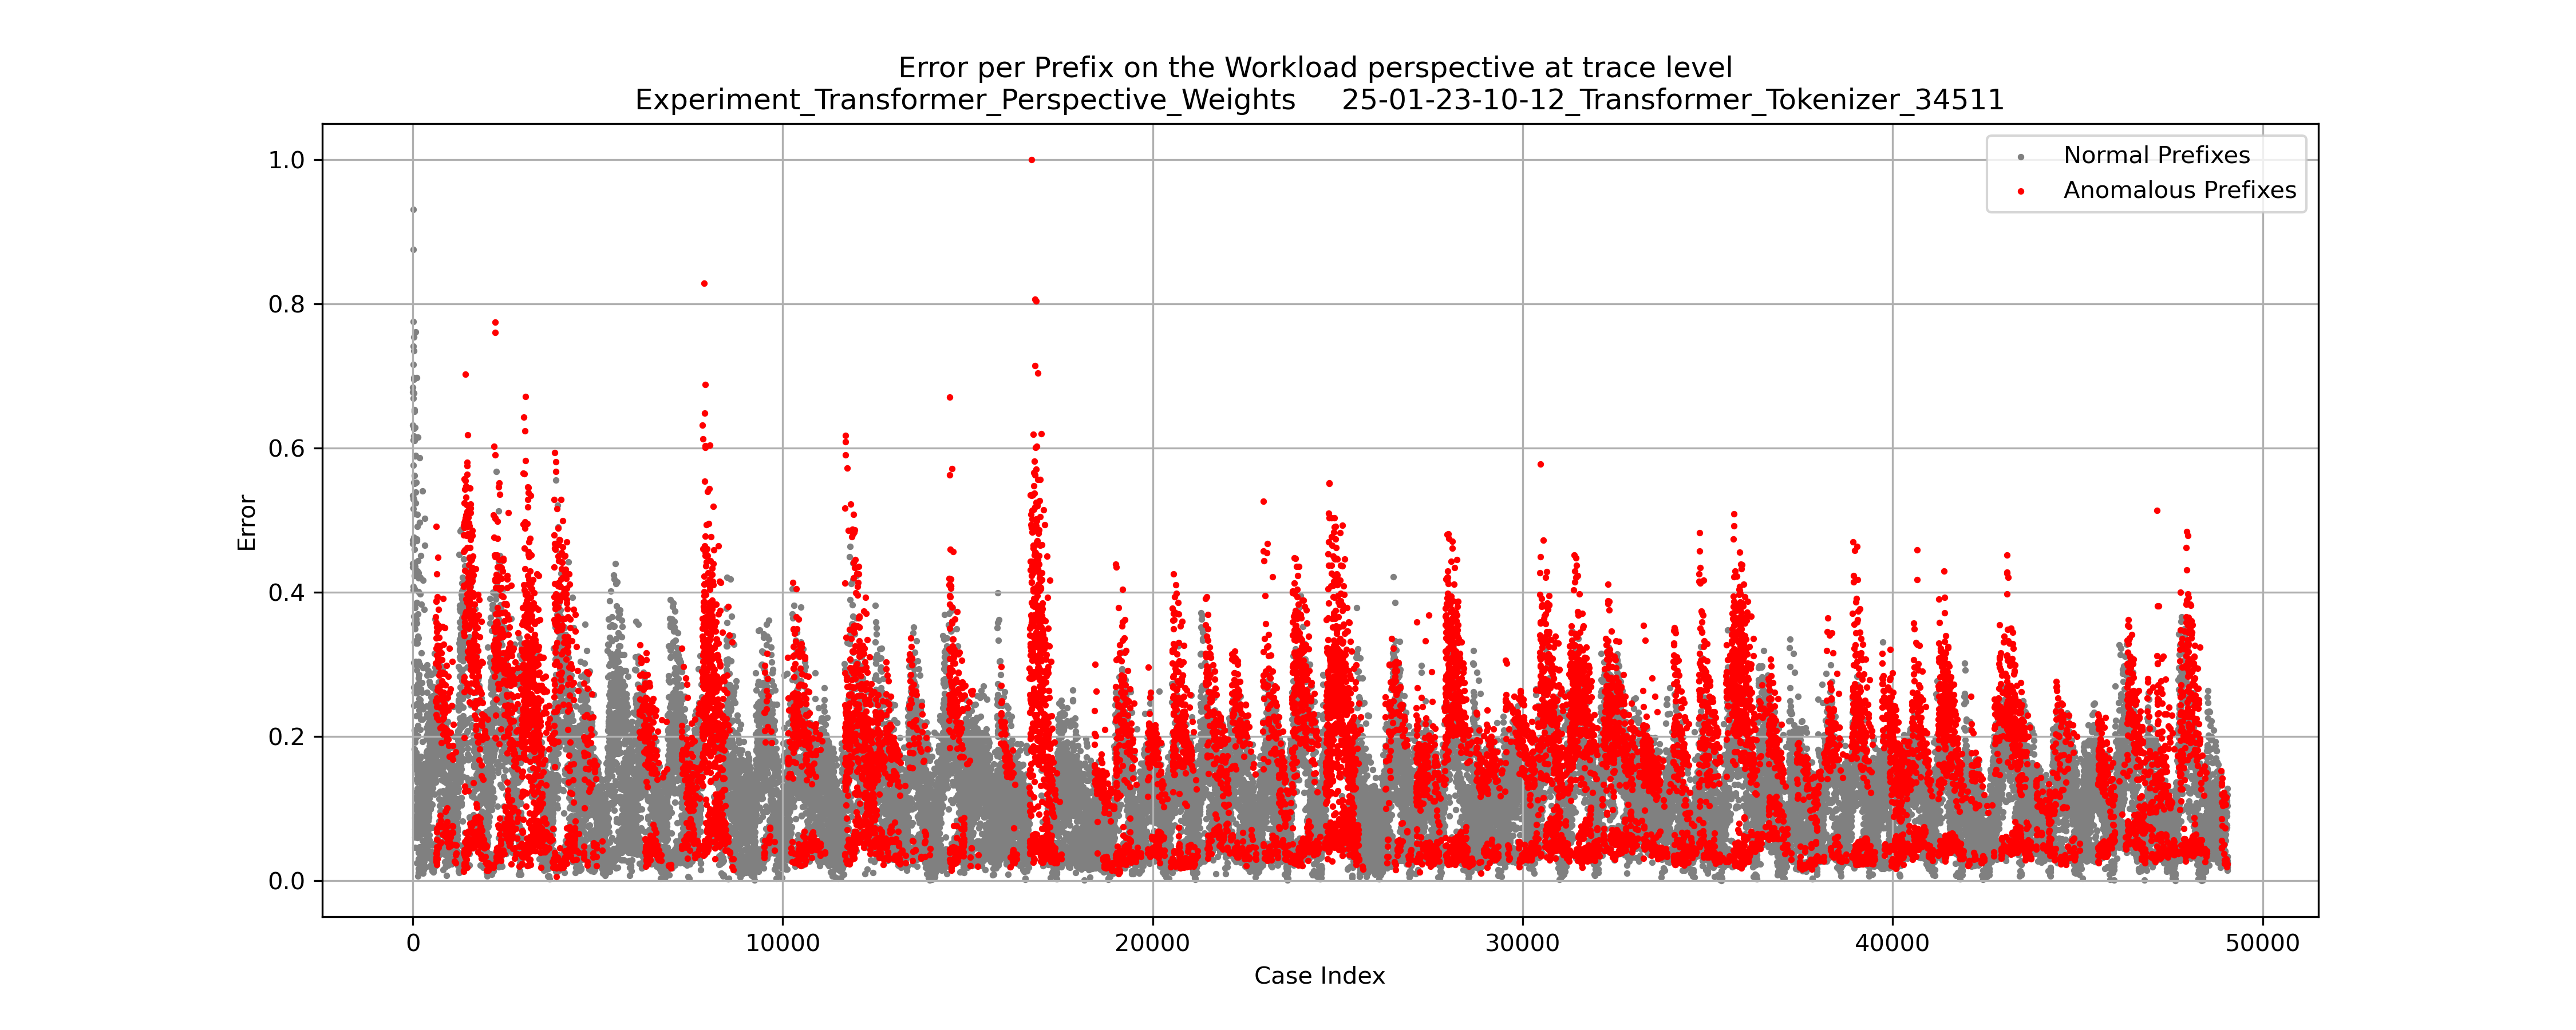 Error per Prefix on the Workload perspective at trace level
Experiment_Transformer_Perspective_Weights 25-01-23-10-12_Transformer_Tokenizer_34511
Normal Prefixes
Anomalous Prefixes
1.0
0.8
0.6
0.4
0.2
0.0
Error
0
10000
20000
30000
40000
50000
Case Index